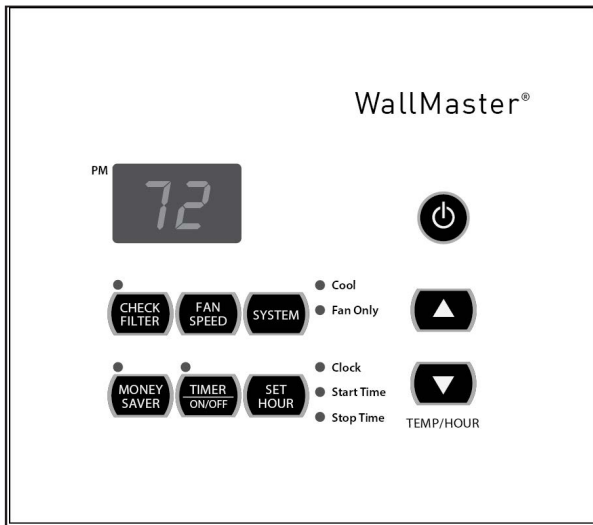 WallMaster®
PM
72
CHECK
FILTER
FAN
SPEED
SYSTEM
Cool
Fan Only
MONEY
SAVER
TIMER
ON/OFF
SET
HOUR
Clock
Start Time
Stop Time
TEMP/HOUR